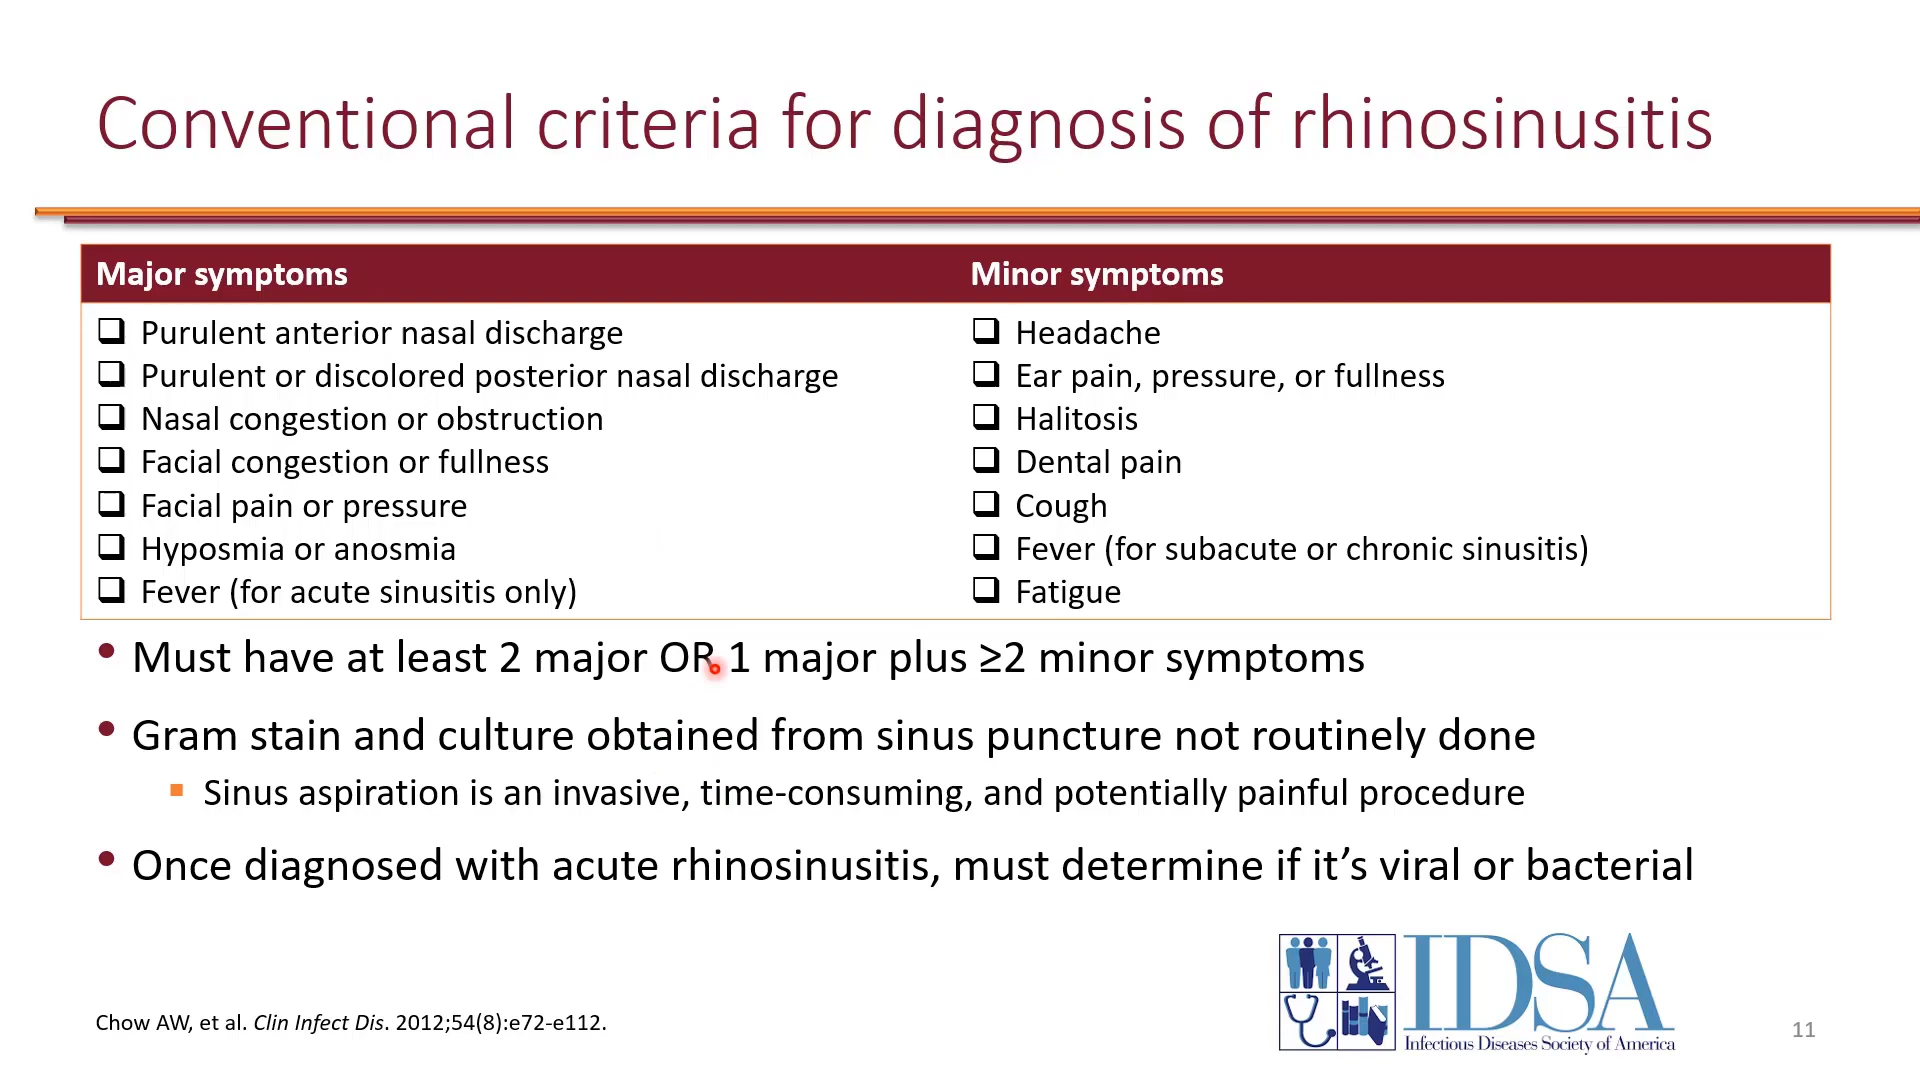 Conventional criteria for diagnosis of rhinosinusitis
Major symptoms
Minor symptoms
❑ Purulent anterior nasal discharge
❑ Purulent or discolored posterior nasal discharge
❑ Nasal congestion or obstruction
❑ Facial congestion or fullness
❑ Facial pain or pressure
❑ Hyposmia or anosmia
❑ Fever (for acute sinusitis only)
❑ Headache
❑ Ear pain, pressure, or fullness
❑ Halitosis
❑ Dental pain
❑ Cough
❑ Fever (for subacute or chronic sinusitis)
❑ Fatigue
• Must have at least 2 major OR 1 major plus ≥2 minor symptoms
• Gram stain and culture obtained from sinus puncture not routinely done
▪ Sinus aspiration is an invasive, time-consuming, and potentially painful procedure
• Once diagnosed with acute rhinosinusitis, must determine if it’s viral or bacterial
Chow AW, et al. Clin Infect Dis. 2012;54(8):e72-e112.
IDSA
Infectious Diseases Society of America
11